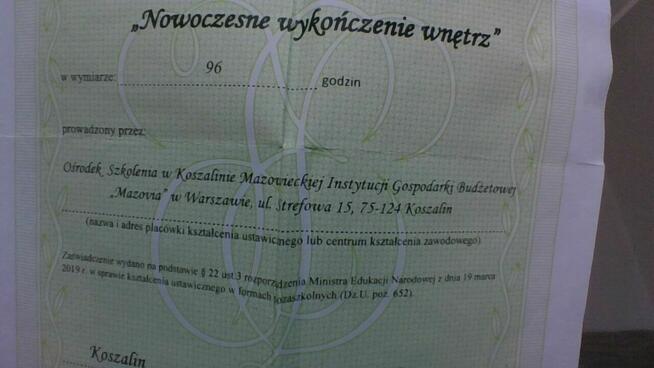 „Nowoczesne wykończenie wnętrz”
w wymiarze: 96 godzin
prowadzony przez:
Ośrodek Szkolenia w Koszalinie Mazowieckiej Instytucji Gospodarki Budżetowej
„Mazovia” w Warszawie, ul. Strefowa 15, 75-124 Koszalin
(nazwa i adres placówki kształcenia ustawicznego lub centrum kształcenia zawodowego)
Zaświadczenie wydano na podstawie § 22 ust.3 rozporządzenia Ministra Edukacji Narodowej z dnia 19 marca
2019 r. w sprawie kształcenia ustawicznego w formach pozaszkolnych (Dz.U. poz. 652).
Koszalin